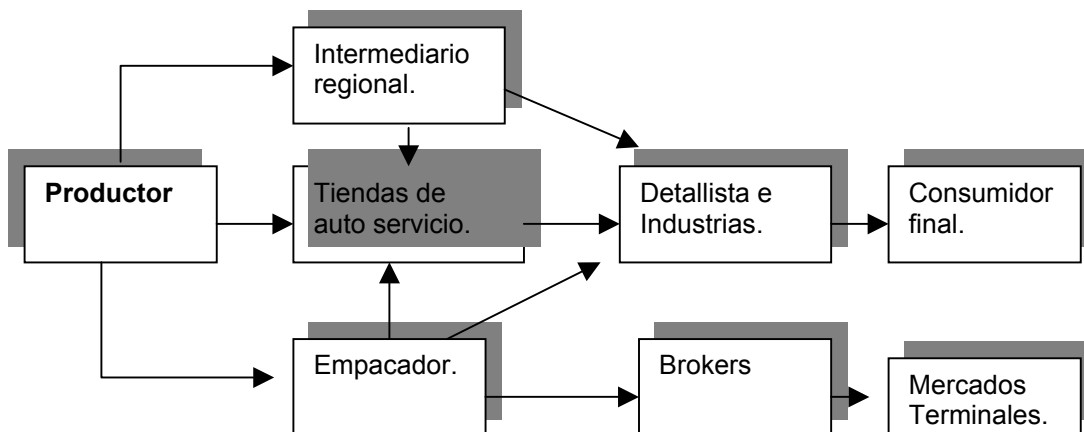 Intermediario
regional.
Productor
Tiendas de
auto servicio.
Detallista e
Industrias.
Consumidor
final.
Empacador.
Brokers
Mercados
Terminales.